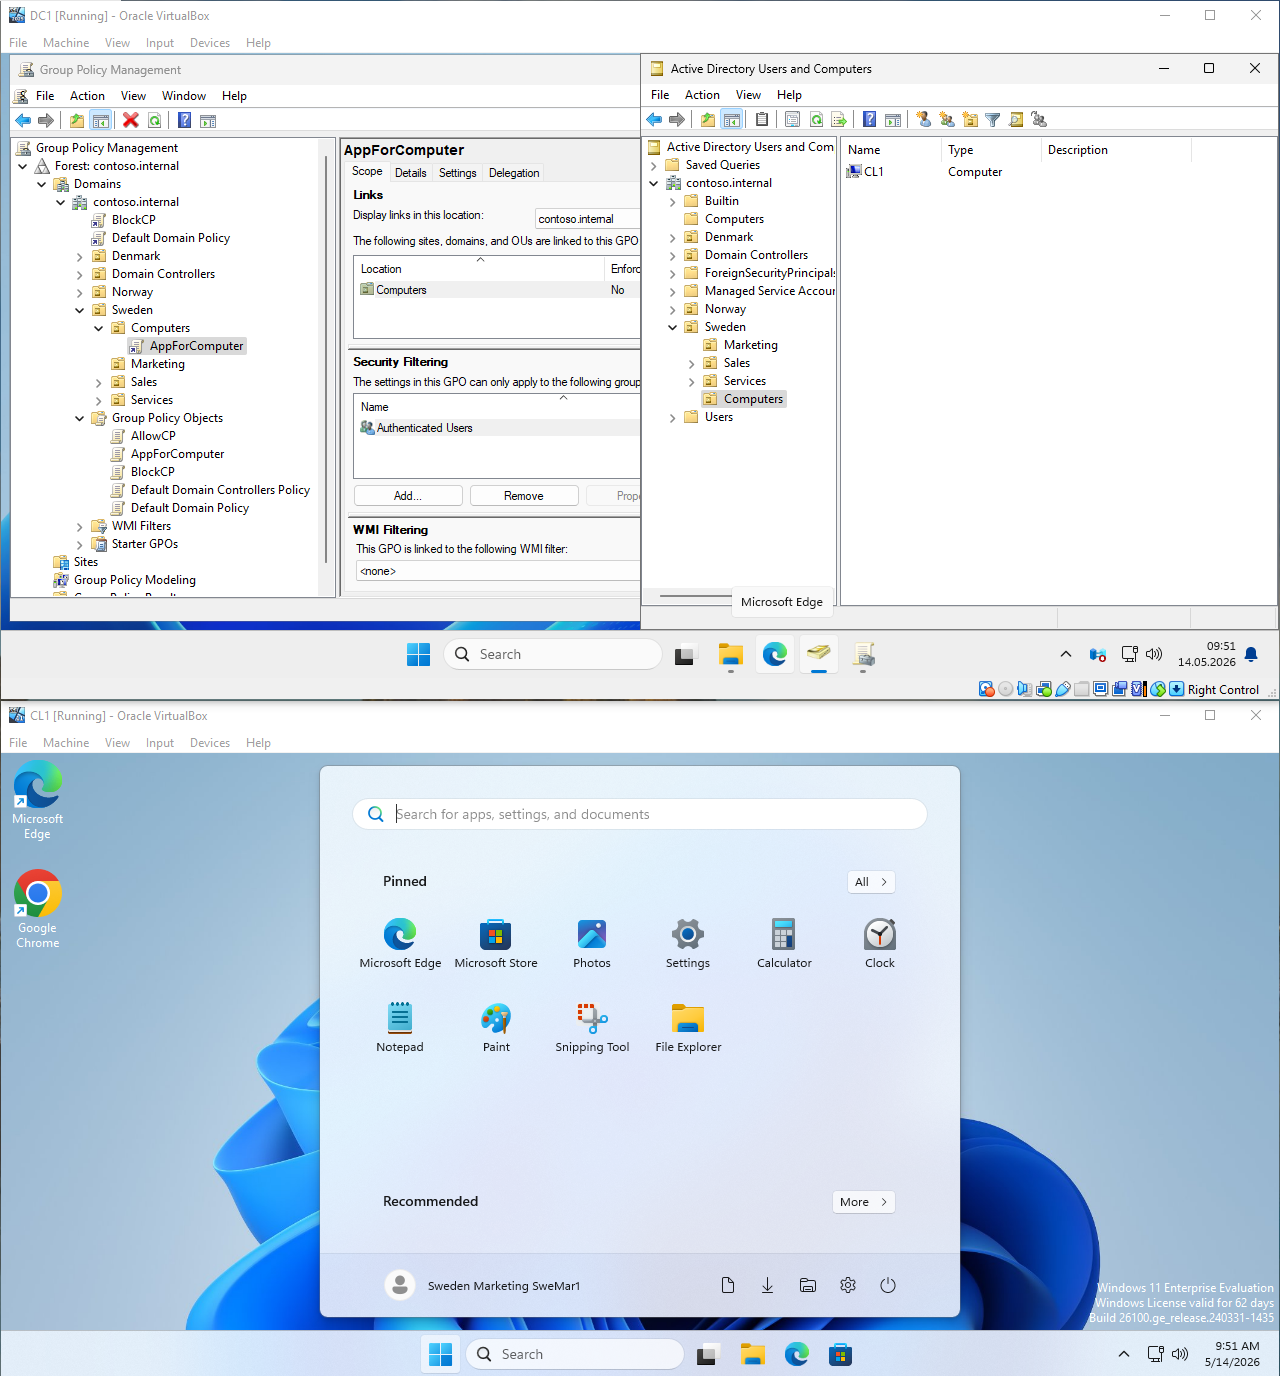 DC1 [Running] - Oracle VirtualBox
File Machine View Input Devices Help
Group Policy Management
File Action View Window Help
Group Policy Management
Forest: contoso.internal
Domains
contoso.internal
BlockCP
Default Domain Policy
Denmark
Domain Controllers
Norway
Sweden
Computers
AppForComputer
Marketing
Sales
Services
Group Policy Objects
AllowCP
AppForComputer
BlockCP
Default Domain Controllers Policy
Default Domain Policy
WMI Filters
Starter GPOs
Sites
Group Policy Modeling
AppForComputer
Scope Details Settings Delegation
Links
Display links in this location: contoso.internal
The following sites, domains, and OUs are linked to this GPO
Location Enforc
Computers No
Security Filtering
The settings in this GPO can only apply to the following group
Name
Authenticated Users
Add... Remove Prope
WMI Filtering
This GPO is linked to the following WMI filter:
<none>
Active Directory Users and Computers
File Action View Help
Active Directory Users and Com
Saved Queries
contoso.internal
Builtin
Computers
Denmark
Domain Controllers
ForeignSecurityPrincipals
Managed Service Accour
Norway
Sweden
Marketing
Sales
Services
Computers
Users
Name Type Description
CL1 Computer
Microsoft Edge
Search
09:51
14.05.2026
Right Control
CL1 [Running] - Oracle VirtualBox
File Machine View Input Devices Help
Microsoft
Edge
Google
Chrome
Search for apps, settings, and documents
Pinned All
Microsoft Edge Microsoft Store Photos Settings Calculator Clock
Notepad Paint Snipping Tool File Explorer
Recommended More
Sweden Marketing SweMar1
Windows 11 Enterprise Evaluation
Windows License valid for 62 days
Build 26100.ge_release.240331-1435
Search
9:51 AM
5/14/2026